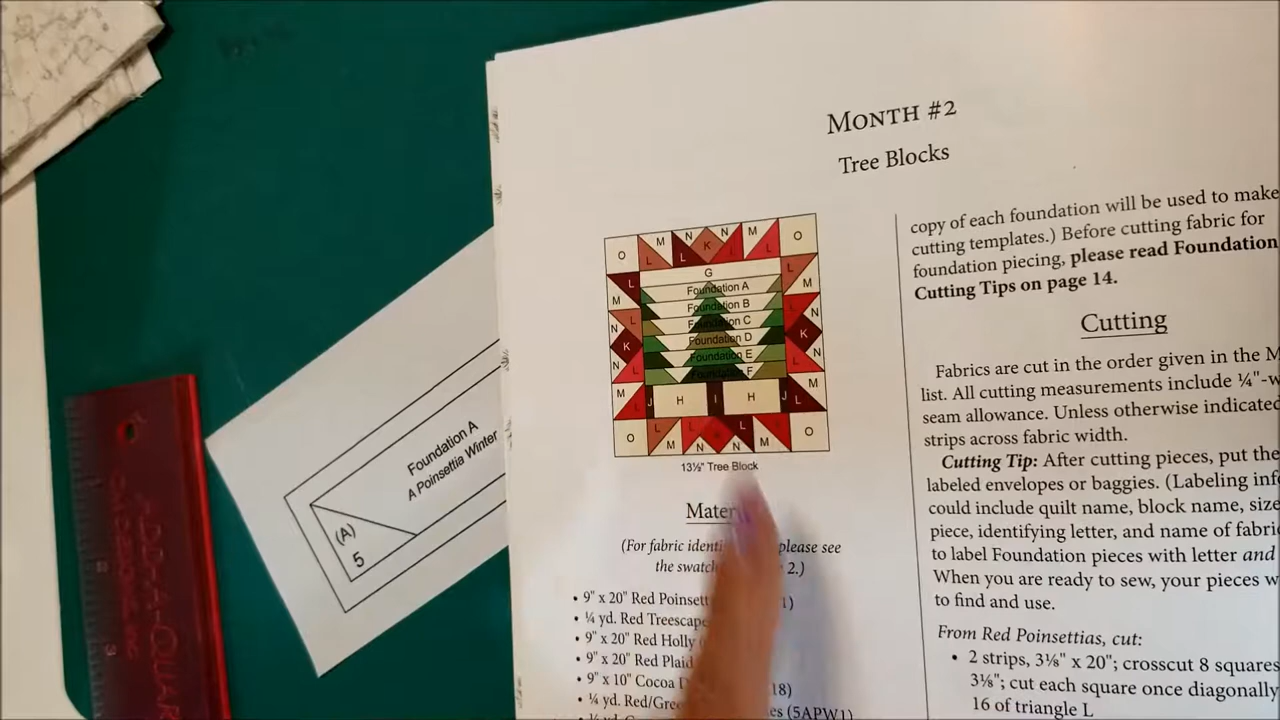 MONTH #2
Tree Blocks
O M N N M O
L L K L L
L G L
Foundation A
M M
Foundation B
L L
N Foundation C N
K Foundation D K
N Foundation E N
L L
Foundation F
M M
J H I H J L
L
O L L L O
M N N M
13½" Tree Block
(For fabric please see
the swatch 2.)
• 9" x 20" Red
• ¼ yd. Red
• 9" x 20" Red Holly
• 9" x 20" Red Plaid
• 9" x 10" Cocoa 18)
(5APW1)
copy of each foundation will be used to make
cutting templates.) Before cutting fabric for
foundation piecing, please read Foundation
Cutting Tips on page 14.
Cutting
Fabrics are cut in the order given in the
list. All cutting measurements include
seam allowance. Unless otherwise
strips across fabric width.
Cutting Tip: After cutting pieces, put
labeled envelopes or baggies. (Labeling
could include quilt name, block name,
piece, identifying letter, and name of
to label Foundation pieces with letter and
When you are ready to sew, your pieces
to find and use.
From Red Poinsettias, cut:
• 2 strips, 3⅛" x 20"; crosscut 8 squares
3⅛"; cut each square once diagonally
16 of triangle L
Foundation A
A Poinsettia Winter
(A)
5